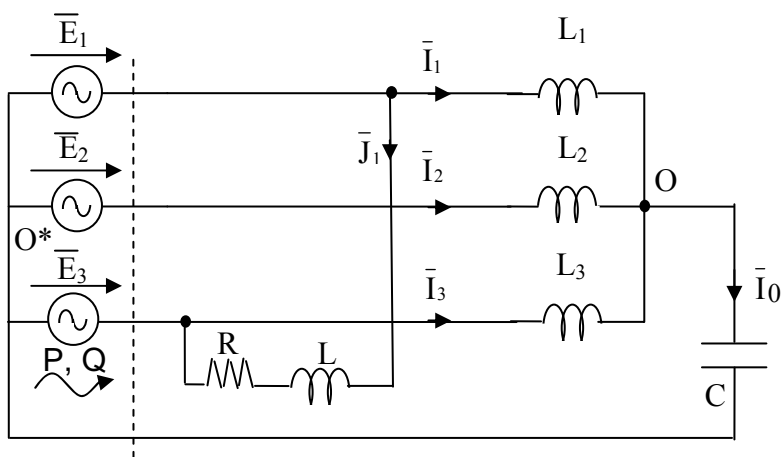 E̅₁
L₁
I̅₁
E̅₂
J̅₁
I̅₂
L₂
O
O*
E̅₃
I̅₃
L₃
I̅₀
R
L
P, Q
C